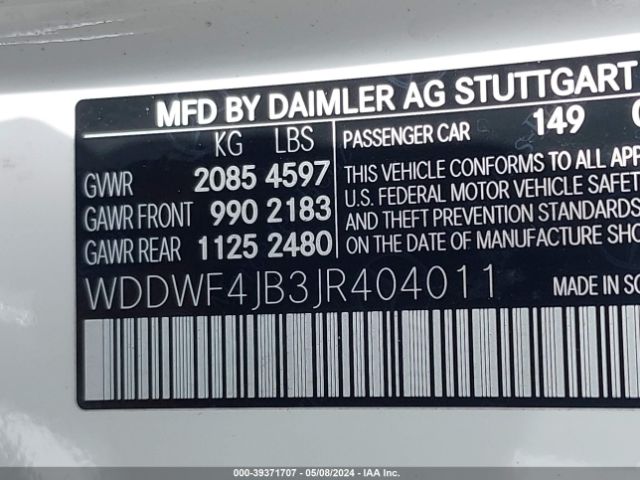 MFD BY DAIMLER AG STUTTGART
KG LBS
GVWR 2085 4597
GAWR FRONT 990 2183
GAWR REAR 1125 2480
PASSENGER CAR 149
THIS VEHICLE CONFORMS TO ALL APP
U.S. FEDERAL MOTOR VEHICLE SAFET
AND THEFT PREVENTION STANDARDS
ON THE DATE OF MANUFACTURE SHO
WDDWF4JB3JR404011
MADE IN SO
000-39371707 - 05/08/2024 - IAA Inc.